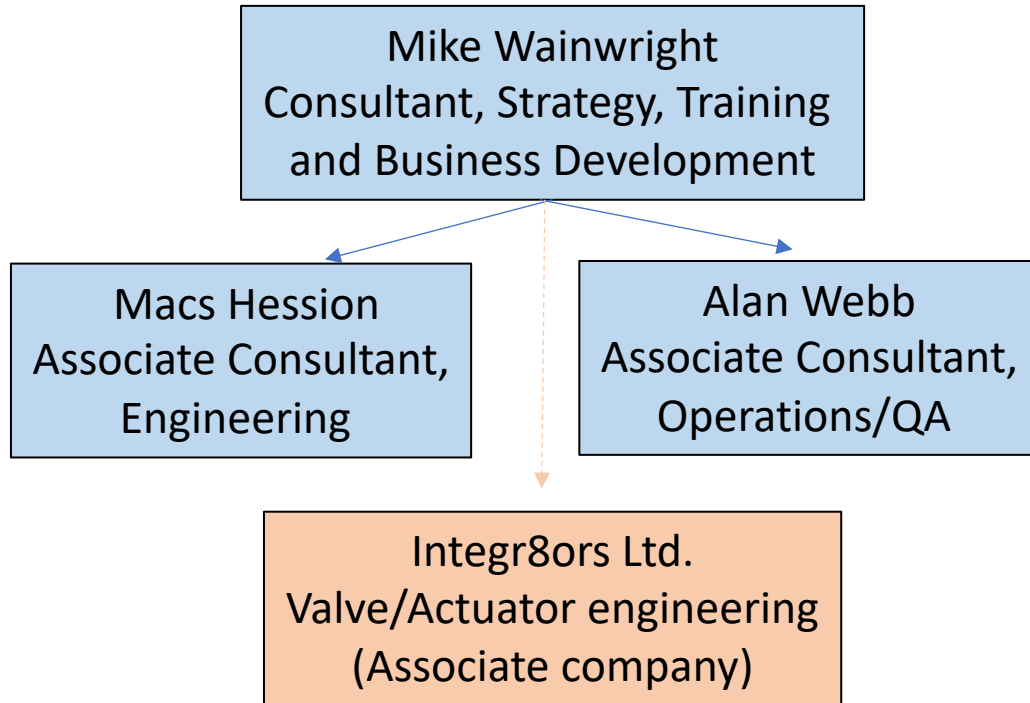 Mike Wainwright
Consultant, Strategy, Training
and Business Development
Macs Hession
Associate Consultant,
Engineering
Alan Webb
Associate Consultant,
Operations/QA
Integr8ors Ltd.
Valve/Actuator engineering
(Associate company)